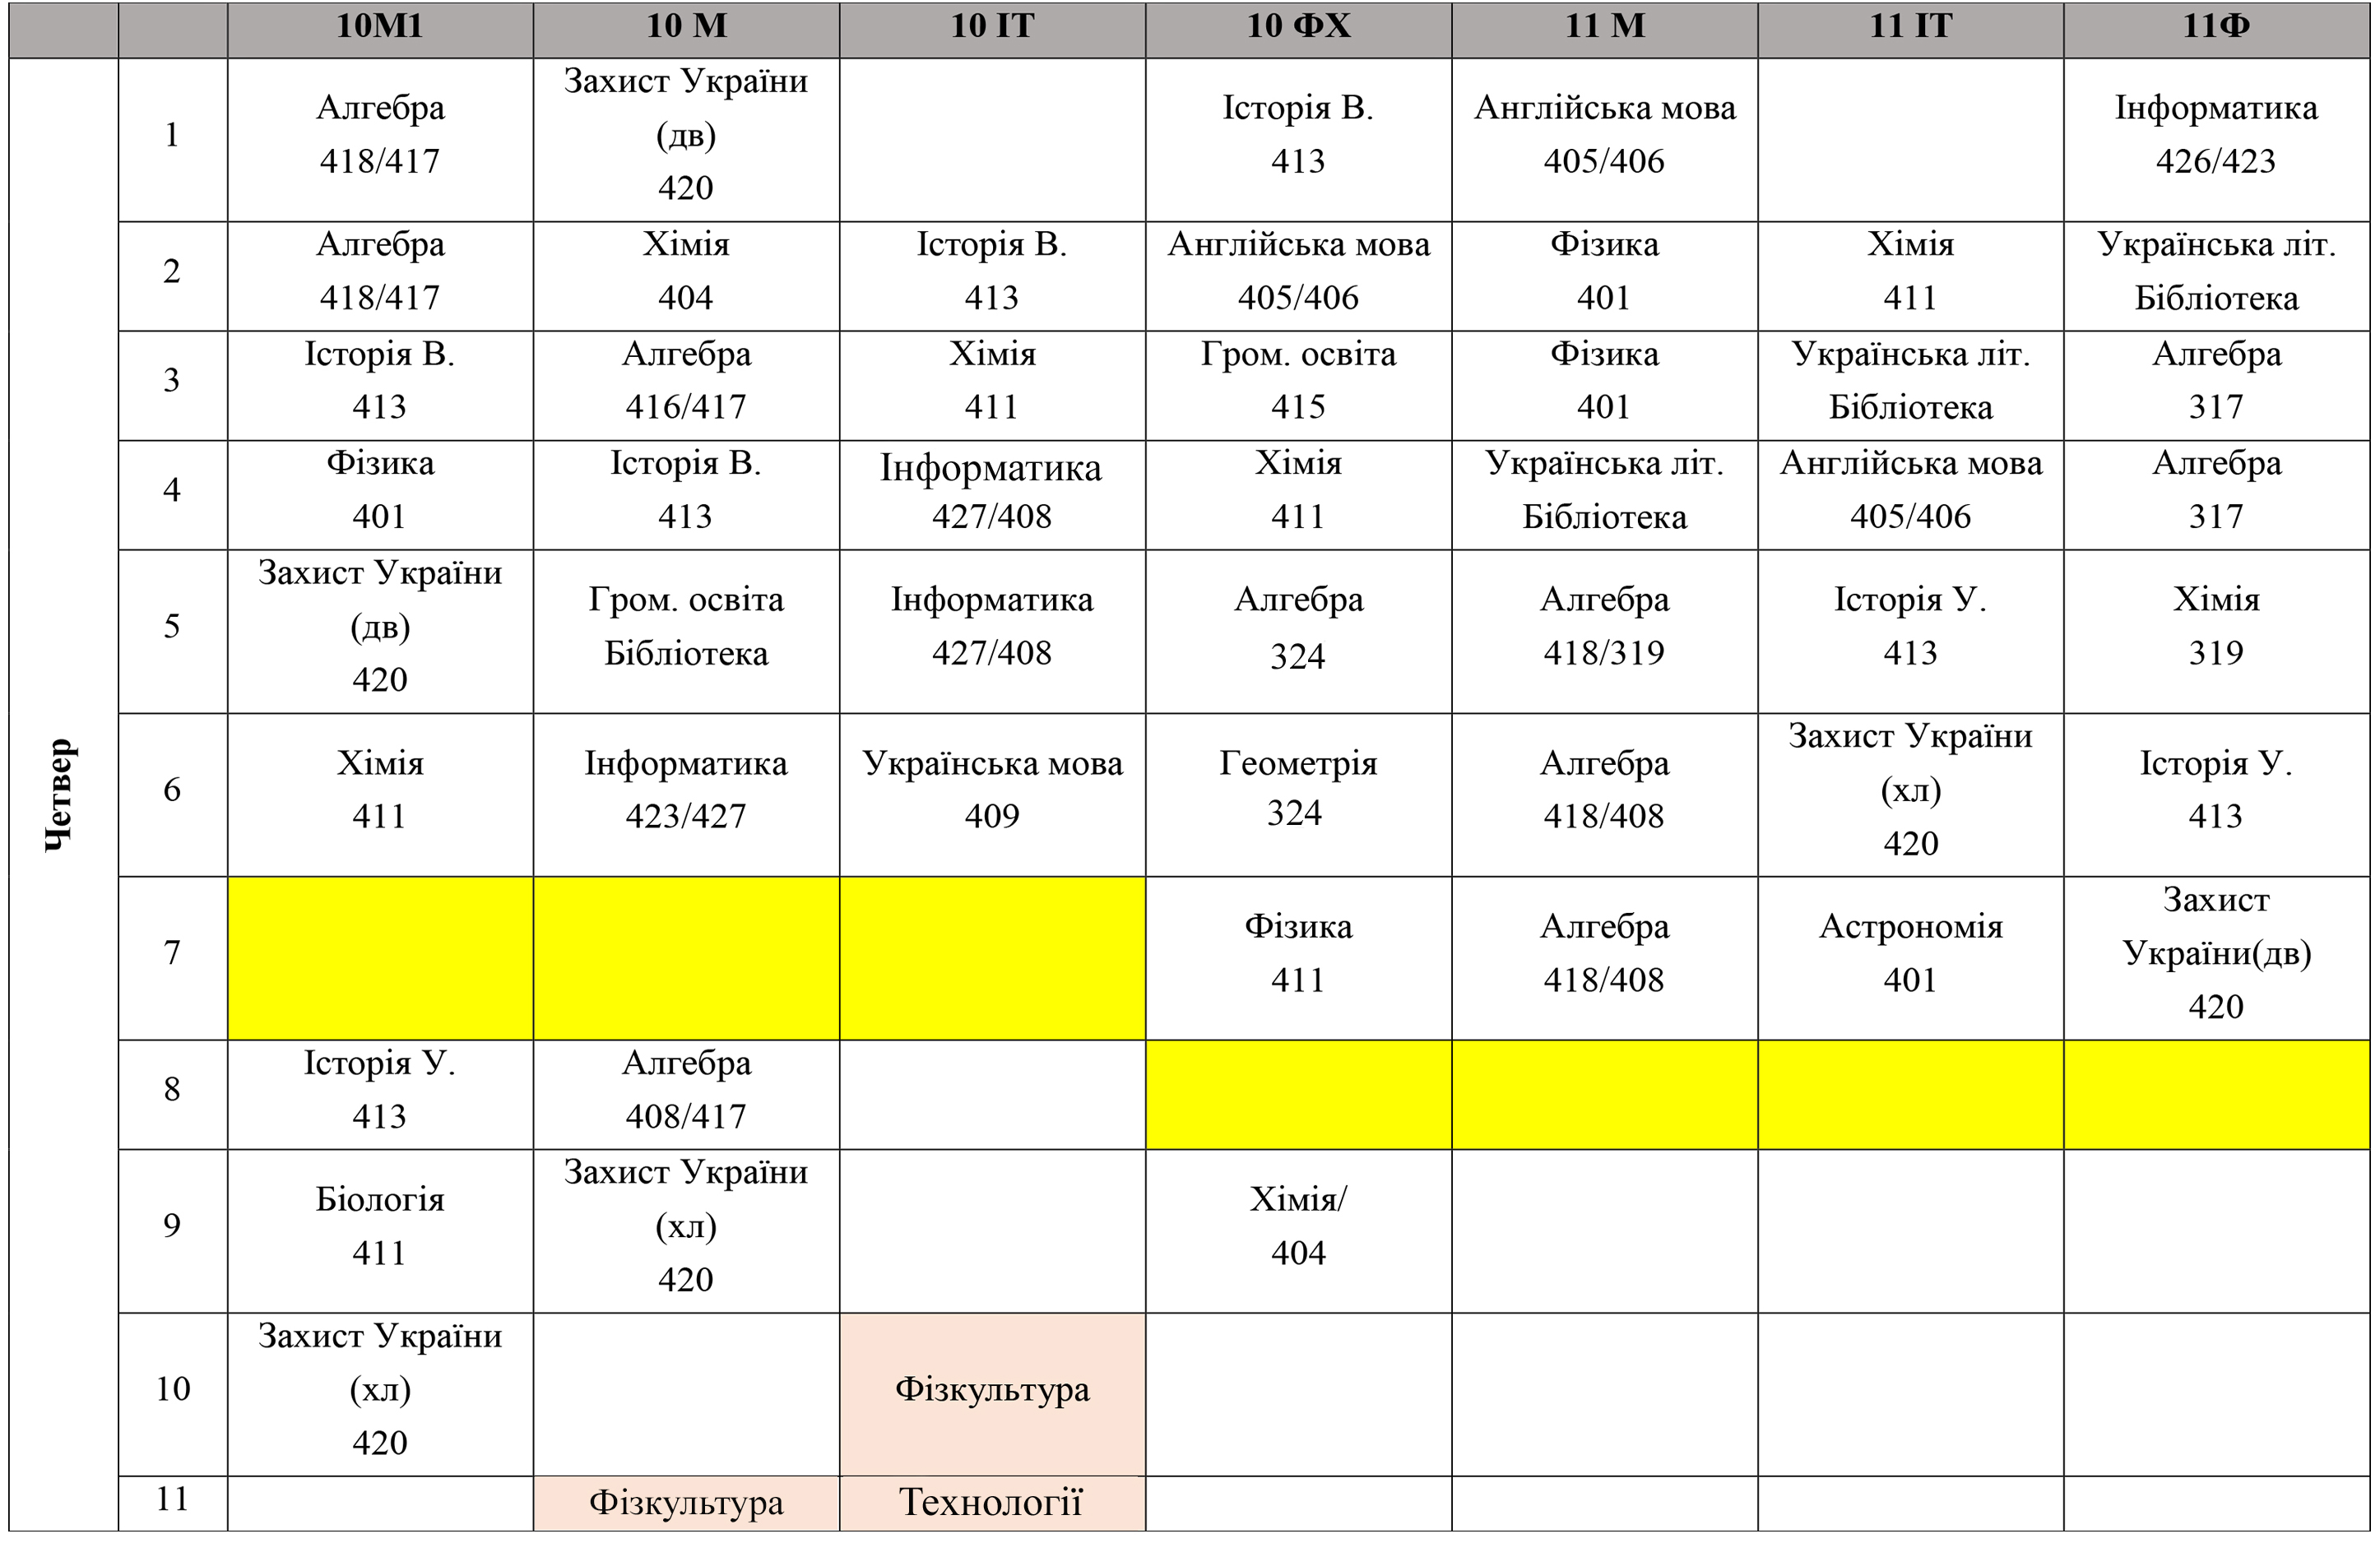 10М1 10 М 10 ІТ 10 ФХ 11 М 11 ІТ 11Ф
Четвер
1
Алгебра
418/417
Захист України
(дв)
420
Історія В.
413
Англійська мова
405/406
Інформатика
426/423
2
Алгебра
418/417
Хімія
404
Історія В.
413
Англійська мова
405/406
Фізика
401
Хімія
411
Українська літ.
Бібліотека
3
Історія В.
413
Алгебра
416/417
Хімія
411
Гром. освіта
415
Фізика
401
Українська літ.
Бібліотека
Алгебра
317
4
Фізика
401
Історія В.
413
Інформатика
427/408
Хімія
411
Українська літ.
Бібліотека
Англійська мова
405/406
Алгебра
317
5
Захист України
(дв)
420
Гром. освіта
Бібліотека
Інформатика
427/408
Алгебра
324
Алгебра
418/319
Історія У.
413
Хімія
319
6
Хімія
411
Інформатика
423/427
Українська мова
409
Геометрія
324
Алгебра
418/408
Захист України
(хл)
420
Історія У.
413
7
Фізика
411
Алгебра
418/408
Астрономія
401
Захист
України(дв)
420
8
Історія У.
413
Алгебра
408/417
9
Біологія
411
Захист України
(хл)
420
Хімія/
404
10
Захист України
(хл)
420
Фізкультура
11
Фізкультура
Технології